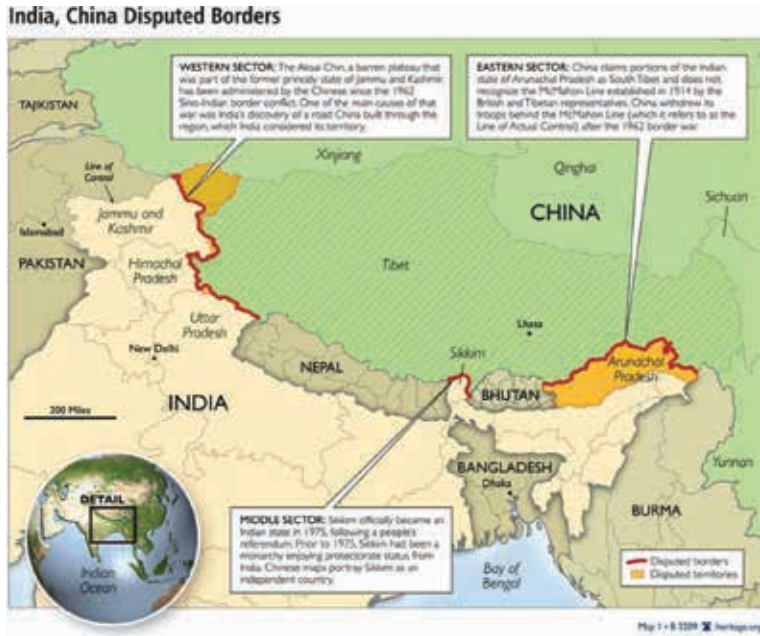 India, China Disputed Borders
WESTERN SECTOR: The Aksai Chin, a barren plateau that
was part of the former princely state of Jammu and Kashmir
has been administered by the Chinese since the 1962
Sino-Indian border conflict. One of the main causes of that
war was India's discovery of a road China built through the
region, which India considered its territory.
EASTERN SECTOR: China claims portions of the Indian
state of Arunachal Pradesh as South Tibet and does not
recognize the McMahon Line established in 1914 by the
British and Tibetan representatives. China withdrew its
troops behind the McMahon Line (which it refers to as the
Line of Actual Control) after the 1962 border war.
TAJIKISTAN
Xinjiang
Qinghai
Line of
Control
Sichuan
CHINA
Jammu and
Kashmir
Islamabad
PAKISTAN
Himachal
Pradesh
Tibet
Uttar
Pradesh
Lhasa
New Delhi
Sikkim
NEPAL
Arunachal
Pradesh
BHUTAN
200 Miles
INDIA
BANGLADESH
Dhaka
Yunnan
DETAIL
BURMA
MIDDLE SECTOR: Sikkim officially became an
Indian state in 1975, following a people's
referendum. Prior to 1975, Sikkim had been a
monarchy enjoying protectorate status from
India. Chinese maps portray Sikkim as an
independent country.
Indian
Ocean
Bay of
Bengal
Disputed borders
Disputed territories
Map 1 • B 2209 heritage.org